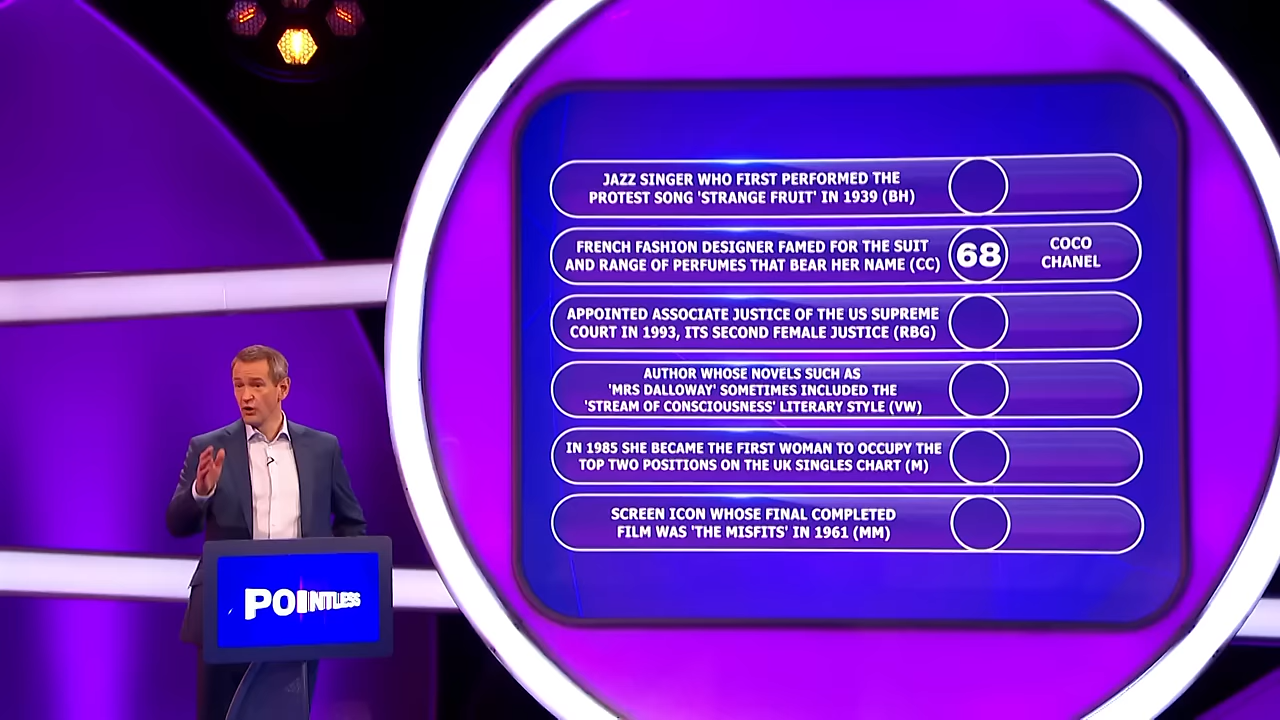 JAZZ SINGER WHO FIRST PERFORMED THE
PROTEST SONG 'STRANGE FRUIT' IN 1939 (BH)
FRENCH FASHION DESIGNER FAMED FOR THE SUIT
AND RANGE OF PERFUMES THAT BEAR HER NAME (CC)
68
COCO
CHANEL
APPOINTED ASSOCIATE JUSTICE OF THE US SUPREME
COURT IN 1993, ITS SECOND FEMALE JUSTICE (RBG)
AUTHOR WHOSE NOVELS SUCH AS
'MRS DALLOWAY' SOMETIMES INCLUDED THE
'STREAM OF CONSCIOUSNESS' LITERARY STYLE (VW)
IN 1985 SHE BECAME THE FIRST WOMAN TO OCCUPY THE
TOP TWO POSITIONS ON THE UK SINGLES CHART (M)
SCREEN ICON WHOSE FINAL COMPLETED
FILM WAS 'THE MISFITS' IN 1961 (MM)
POINTLESS